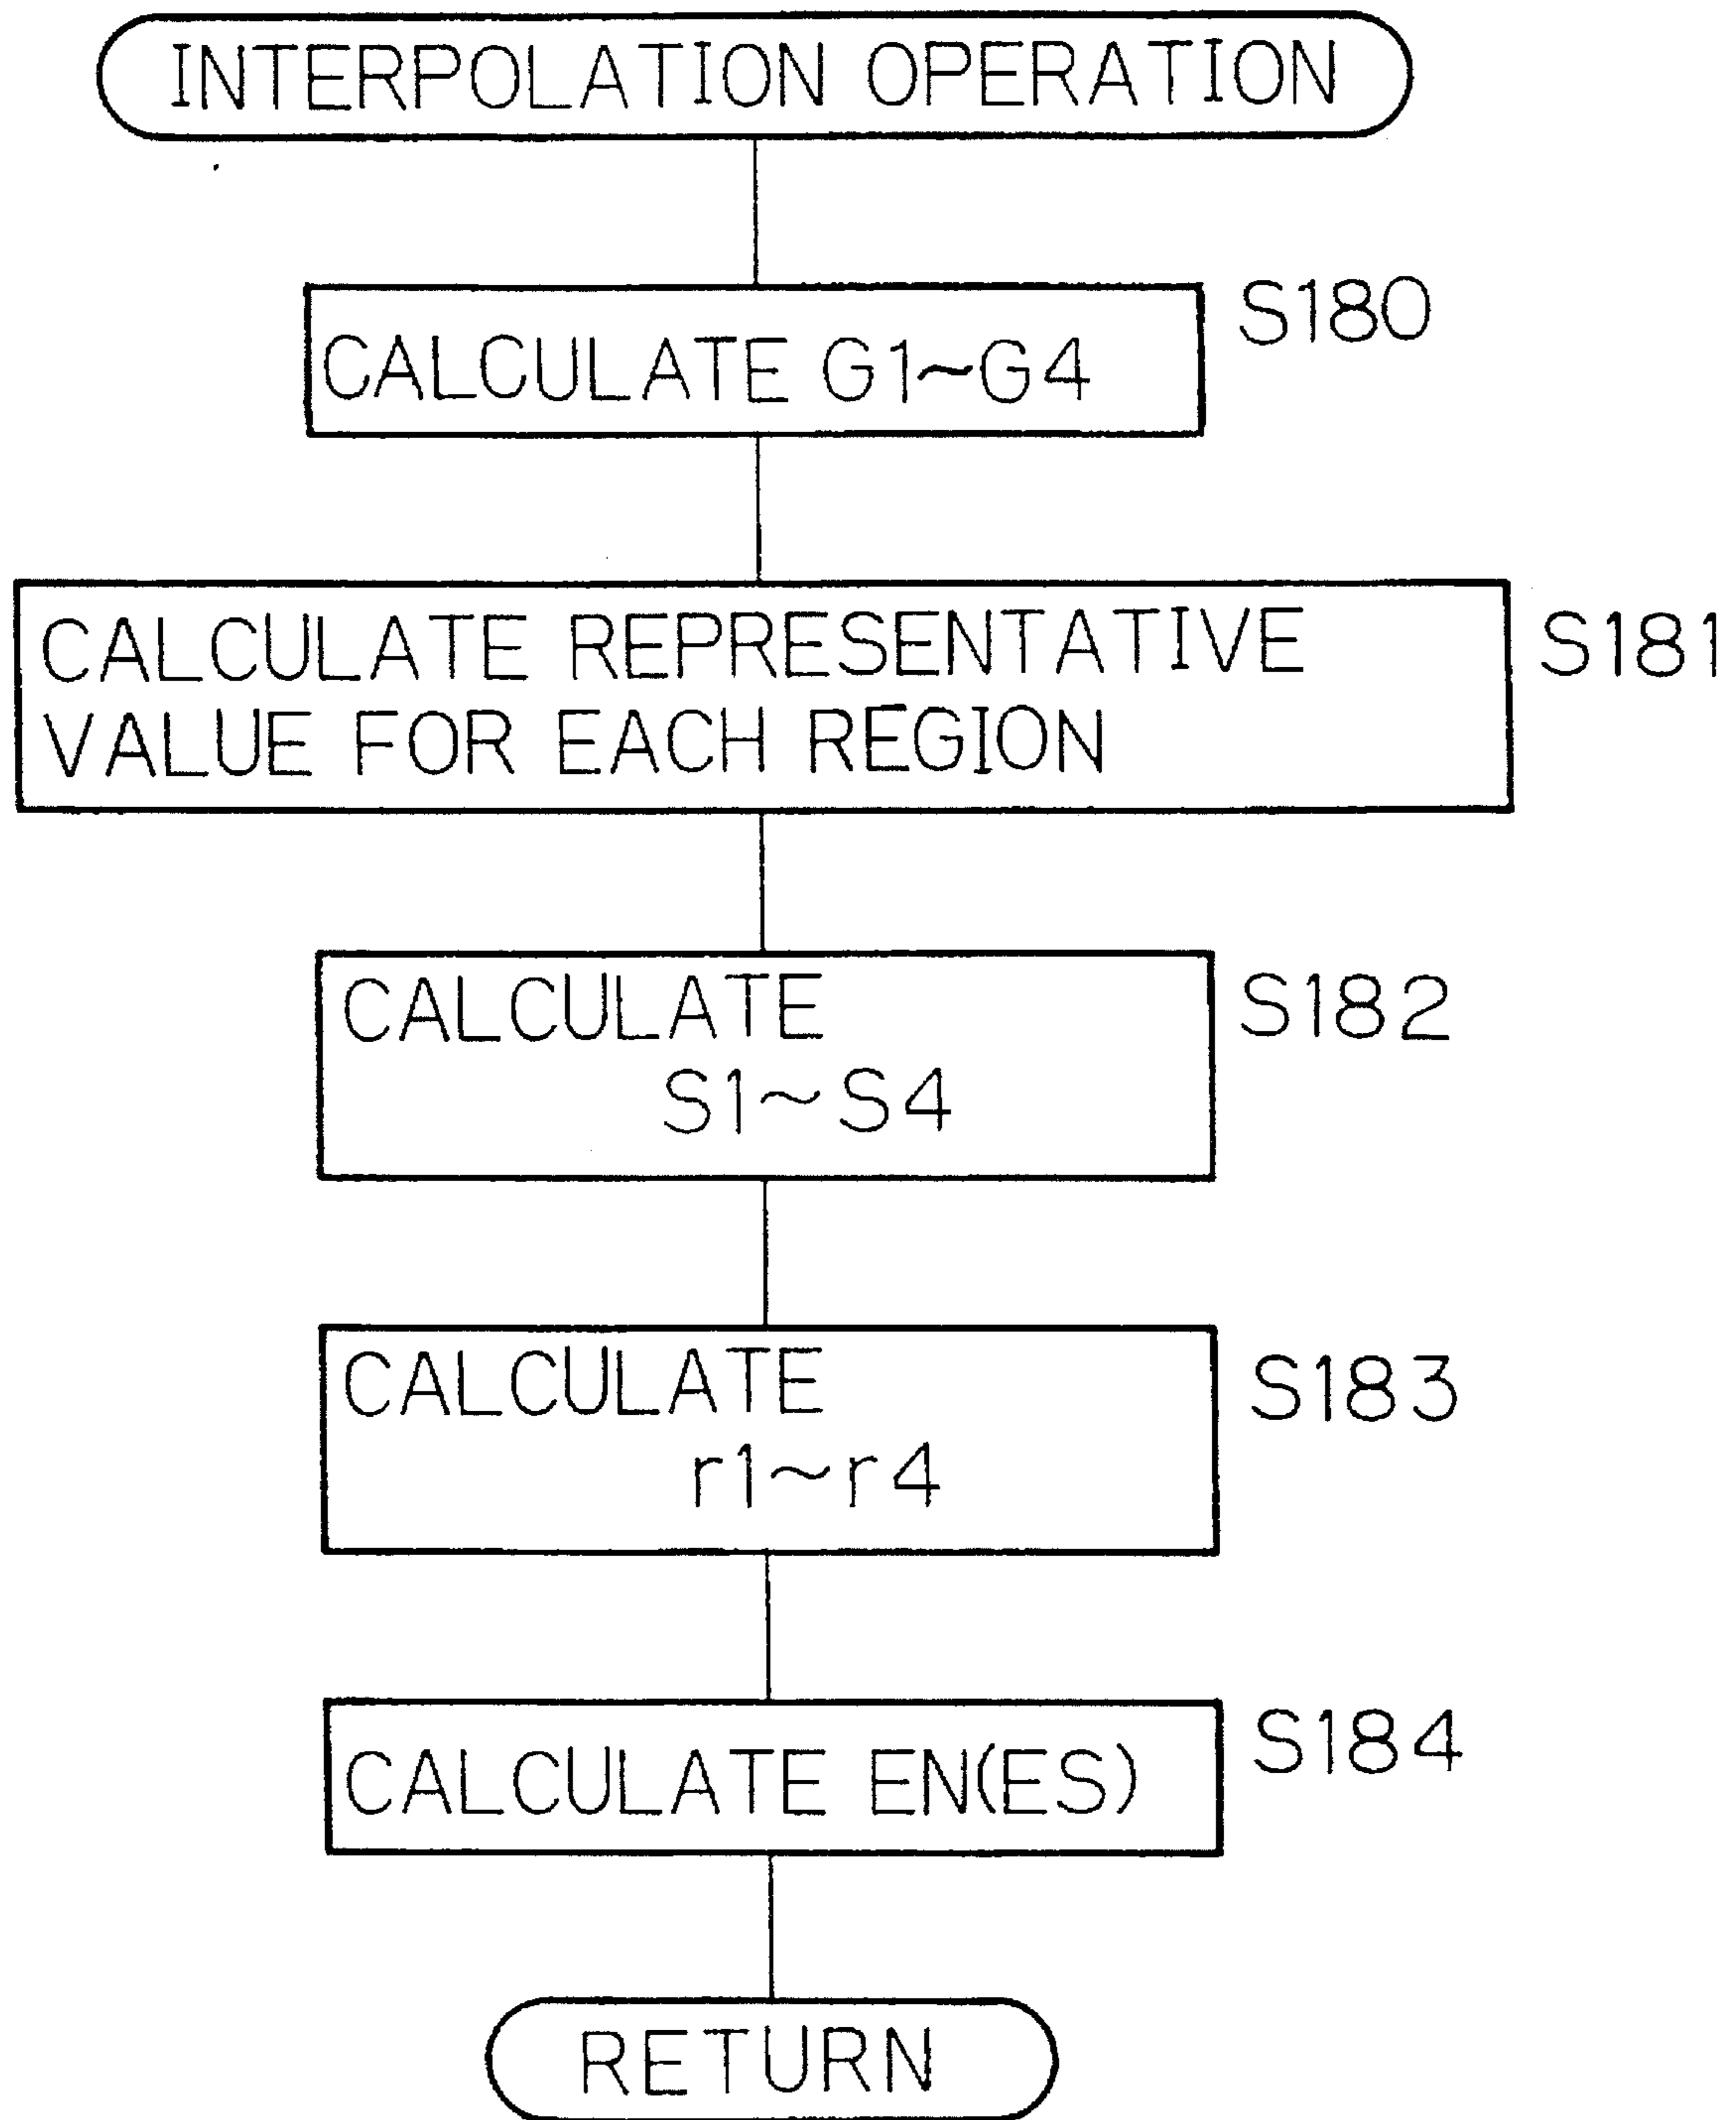 INTERPOLATION OPERATION
S180
CALCULATE G1~G4
CALCULATE REPRESENTATIVE
VALUE FOR EACH REGION
S181
CALCULATE
S1~S4
S182
CALCULATE
r1~r4
S183
CALCULATE EN(ES)
S184
RETURN